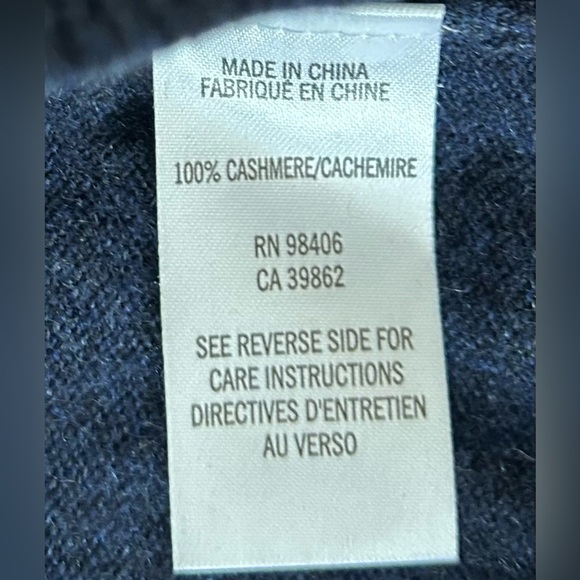 MADE IN CHINA
FABRIQUÉ EN CHINE
100% CASHMERE/CACHEMIRE
RN 98406
CA 39862
SEE REVERSE SIDE FOR
CARE INSTRUCTIONS
DIRECTIVES D'ENTRETIEN
AU VERSO